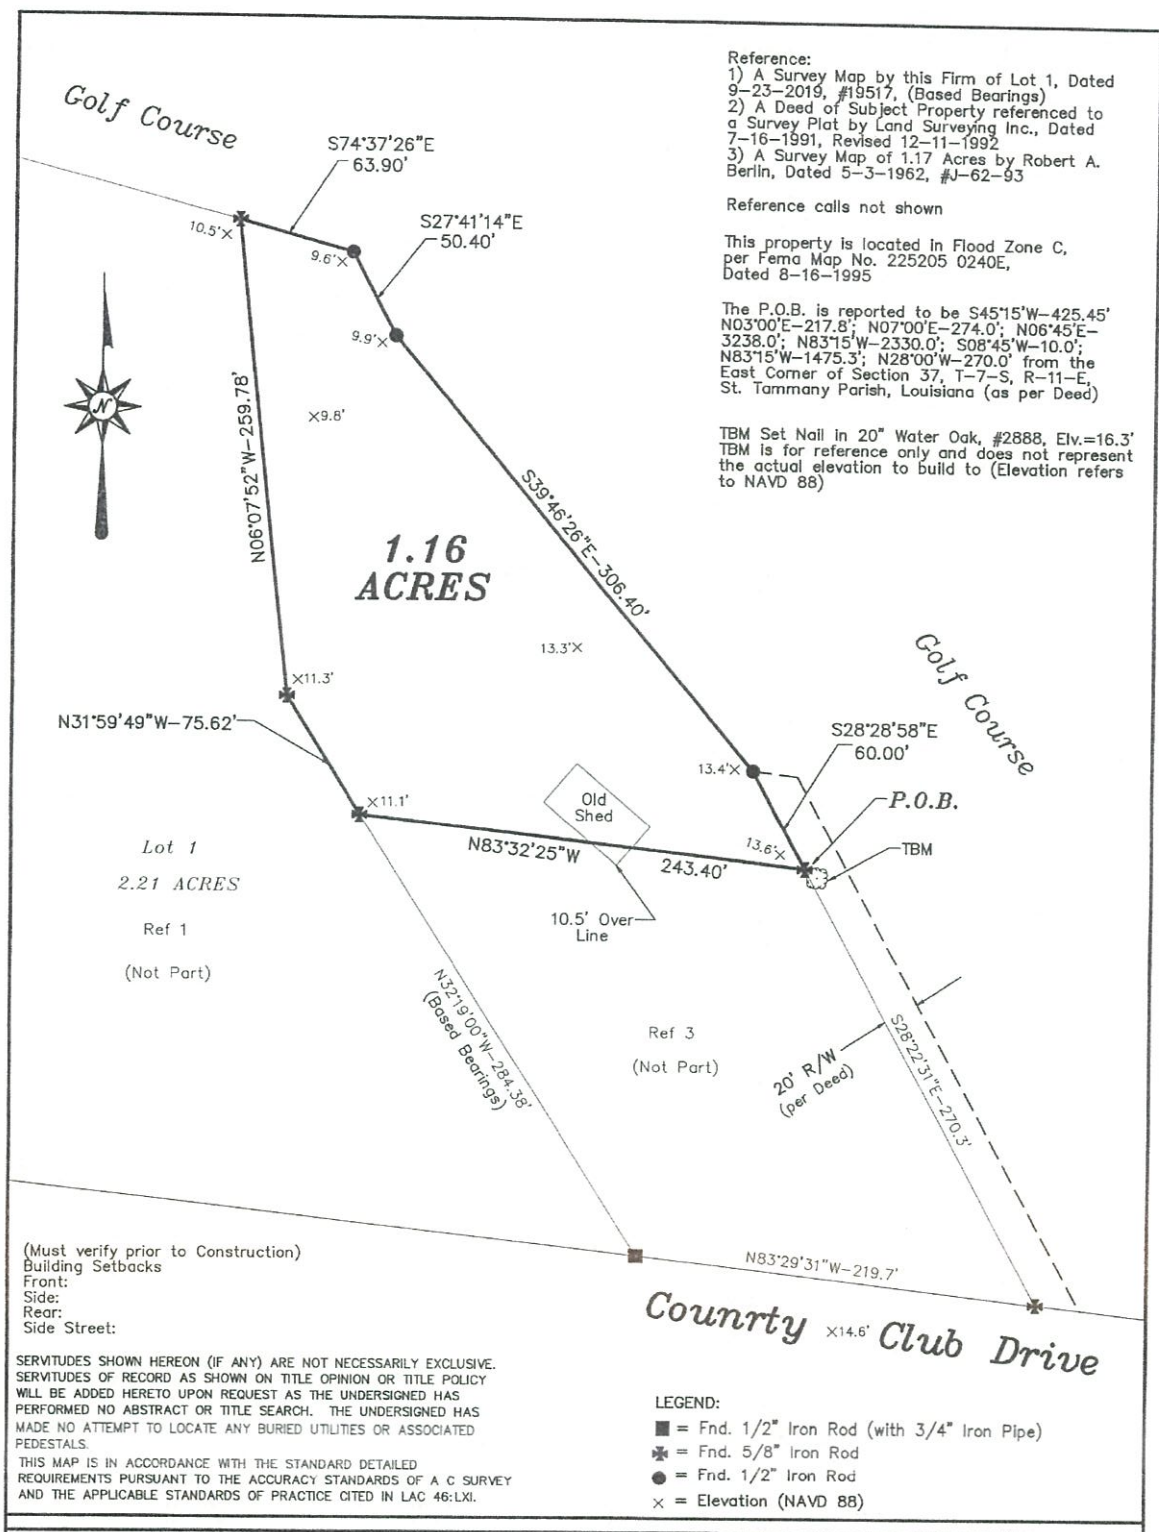 Reference:
1) A Survey Map by this Firm of Lot 1, Dated
9-23-2019, #19517, (Based Bearings)
2) A Deed of Subject Property referenced to
a Survey Plat by Land Surveying Inc., Dated
7-16-1991, Revised 12-11-1992
3) A Survey Map of 1.17 Acres by Robert A.
Berlin, Dated 5-3-1962, #J-62-93
Reference calls not shown
This property is located in Flood Zone C,
per Fema Map No. 225205 0240E,
Dated 8-16-1995
The P.O.B. is reported to be S45°15'W-425.45'
N03°00'E-217.8'; N07°00'E-274.0'; N06°45'E-
3238.0'; N83°15'W-2330.0'; S08°45'W-10.0';
N83°15'W-1475.3'; N28°00'W-270.0' from the
East Corner of Section 37, T-7-S, R-11-E,
St. Tammany Parish, Louisiana (as per Deed)
TBM Set Nail in 20" Water Oak, #2888, Elv.=16.3'
TBM is for reference only and does not represent
the actual elevation to build to (Elevation refers
to NAVD 88)
Golf Course
S74°37'26"E
63.90'
10.5'×
S27°41'14"E
50.40'
9.6'×
9.9'×
N
×9.8'
N06°07'52"W-259.78'
S39°46'26"E-306.40'
1.16
ACRES
13.3'×
Golf Course
×11.3'
N31°59'49"W-75.62'
S28°28'58"E
60.00'
13.4'×
P.O.B.
Old
Shed
×11.1'
N83°32'25"W
243.40'
13.6'×
TBM
Lot 1
2.21 ACRES
Ref 1
(Not Part)
10.5' Over
Line
N32°19'00"W-284.38'
(Based Bearings)
Ref 3
(Not Part)
20' R/W
(per Deed)
S28°22'31"E-270.3'
N83°29'31"W-219.7'
Counrty Club Drive
×14.6'
(Must verify prior to Construction)
Building Setbacks
Front:
Side:
Rear:
Side Street:
SERVITUDES SHOWN HEREON (IF ANY) ARE NOT NECESSARILY EXCLUSIVE.
SERVITUDES OF RECORD AS SHOWN ON TITLE OPINION OR TITLE POLICY
WILL BE ADDED HERETO UPON REQUEST AS THE UNDERSIGNED HAS
PERFORMED NO ABSTRACT OR TITLE SEARCH. THE UNDERSIGNED HAS
MADE NO ATTEMPT TO LOCATE ANY BURIED UTILITIES OR ASSOCIATED
PEDESTALS.
THIS MAP IS IN ACCORDANCE WITH THE STANDARD DETAILED
REQUIREMENTS PURSUANT TO THE ACCURACY STANDARDS OF A C SURVEY
AND THE APPLICABLE STANDARDS OF PRACTICE CITED IN LAC 46:LXI.
LEGEND:
= Fnd. 1/2" Iron Rod (with 3/4" Iron Pipe)
= Fnd. 5/8" Iron Rod
= Fnd. 1/2" Iron Rod
× = Elevation (NAVD 88)